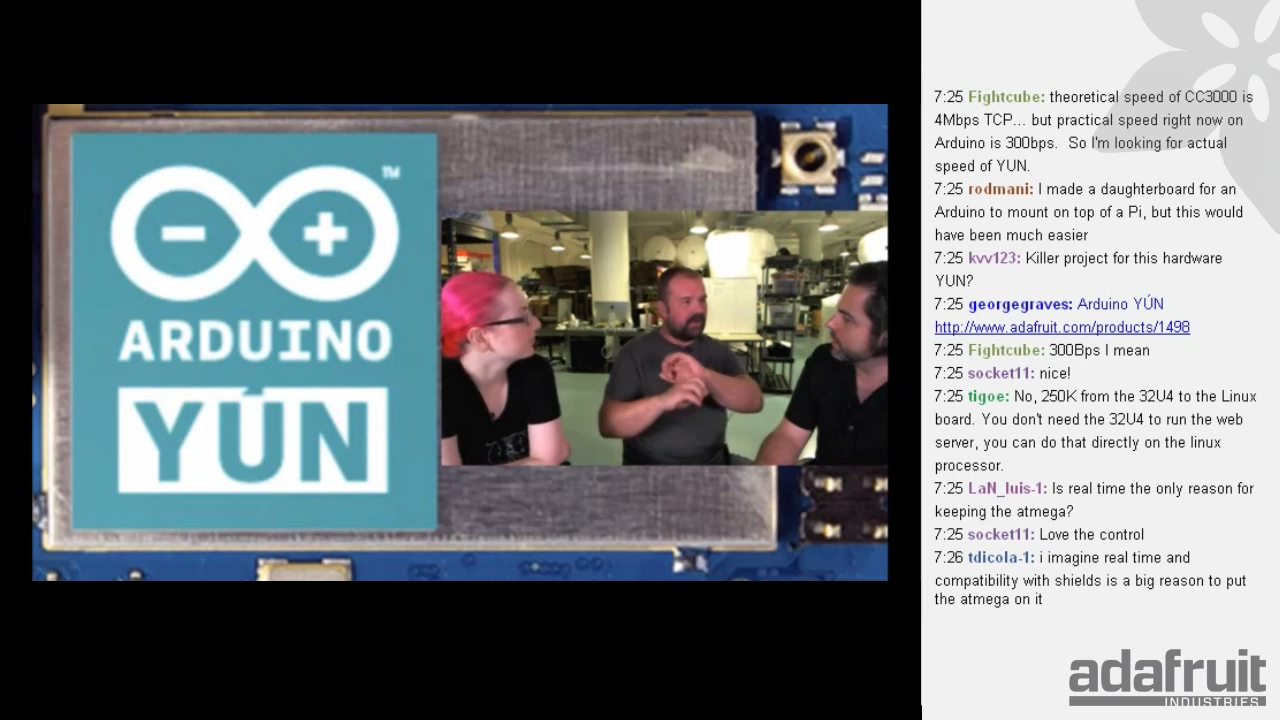 ARDUINO
YÚN
TM
7:25 Fightcube: theoretical speed of CC3000 is
4Mbps TCP... but practical speed right now on
Arduino is 300bps. So I'm looking for actual
speed of YUN.
7:25 rodmani: I made a daughterboard for an
Arduino to mount on top of a Pi, but this would
have been much easier
7:25 kvv123: Killer project for this hardware
YUN?
7:25 georgegraves: Arduino YÚN
http://www.adafruit.com/products/1498
7:25 Fightcube: 300Bps I mean
7:25 socket11: nice!
7:25 tigoe: No, 250K from the 32U4 to the Linux
board. You don't need the 32U4 to run the web
server, you can do that directly on the linux
processor.
7:25 LaN_luis-1: Is real time the only reason for
keeping the atmega?
7:25 socket11: Love the control
7:26 tdicola-1: i imagine real time and
compatibility with shields is a big reason to put
the atmega on it
adafruit
INDUSTRIES